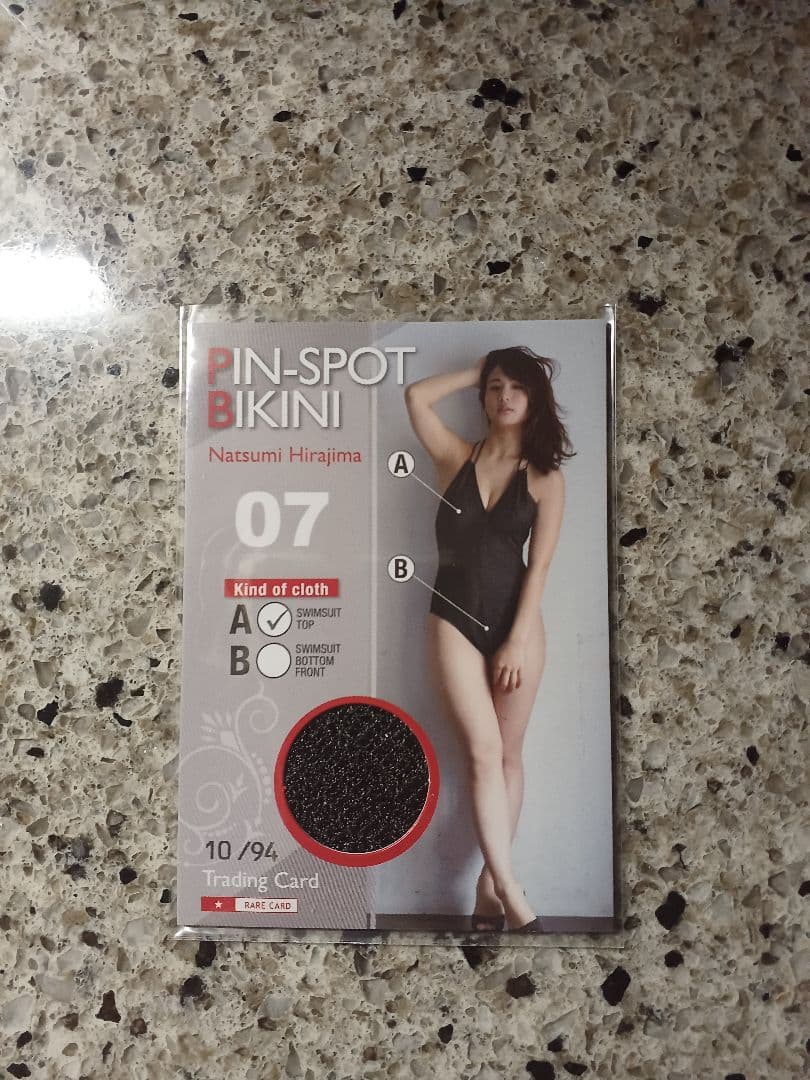 PIN-SPOT
BIKINI
Natsumi Hirajima
07
Kind of cloth
A SWIMSUIT
TOP
B SWIMSUIT
BOTTOM
FRONT
A
B
10 /94
Trading Card
★ RARE CARD